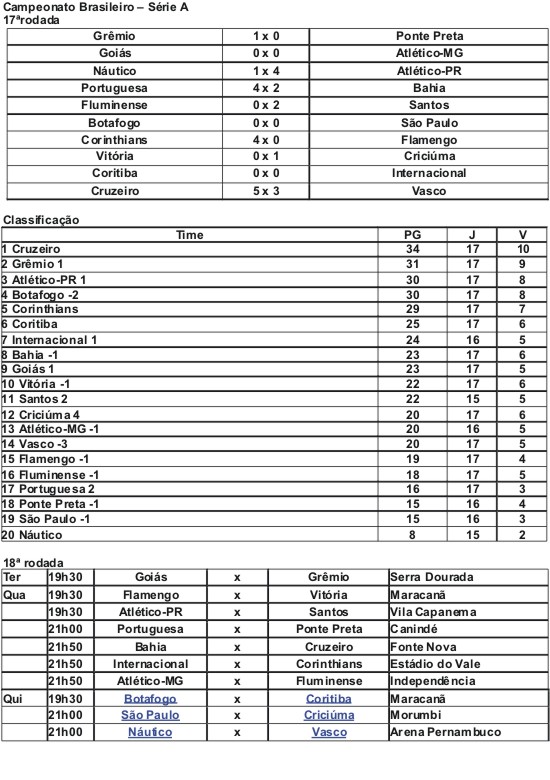 Campeonato Brasileiro – Série A
17ªrodada
Grêmio 1 x 0 Ponte Preta
Goiás 0 x 0 Atlético-MG
Náutico 1 x 4 Atlético-PR
Portuguesa 4 x 2 Bahia
Fluminense 0 x 2 Santos
Botafogo 0 x 0 São Paulo
Corinthians 4 x 0 Flamengo
Vitória 0 x 1 Criciúma
Coritiba 0 x 0 Internacional
Cruzeiro 5 x 3 Vasco
Classificação
Time PG J V
1 Cruzeiro 34 17 10
2 Grêmio 1 31 17 9
3 Atlético-PR 1 30 17 8
4 Botafogo -2 30 17 8
5 Corinthians 29 17 7
6 Coritiba 25 17 6
7 Internacional 1 24 16 5
8 Bahia -1 23 17 6
9 Goiás 1 23 17 5
10 Vitória -1 22 17 6
11 Santos 2 22 15 5
12 Criciúma 4 20 17 6
13 Atlético-MG -1 20 16 5
14 Vasco -3 20 17 5
15 Flamengo -1 19 17 4
16 Fluminense -1 18 17 5
17 Portuguesa 2 16 17 3
18 Ponte Preta -1 15 16 4
19 São Paulo -1 15 16 3
20 Náutico 8 15 2
18ª rodada
Ter 19h30 Goiás x Grêmio Serra Dourada
Qua 19h30 Flamengo x Vitória Maracanã
19h30 Atlético-PR x Santos Vila Capanema
21h00 Portuguesa x Ponte Preta Canindé
21h50 Bahia x Cruzeiro Fonte Nova
21h50 Internacional x Corinthians Estádio do Vale
21h50 Atlético-MG x Fluminense Independência
Qui 19h30 Botafogo x Coritiba Maracanã
21h00 São Paulo x Criciúma Morumbi
21h00 Náutico x Vasco Arena Pernambuco